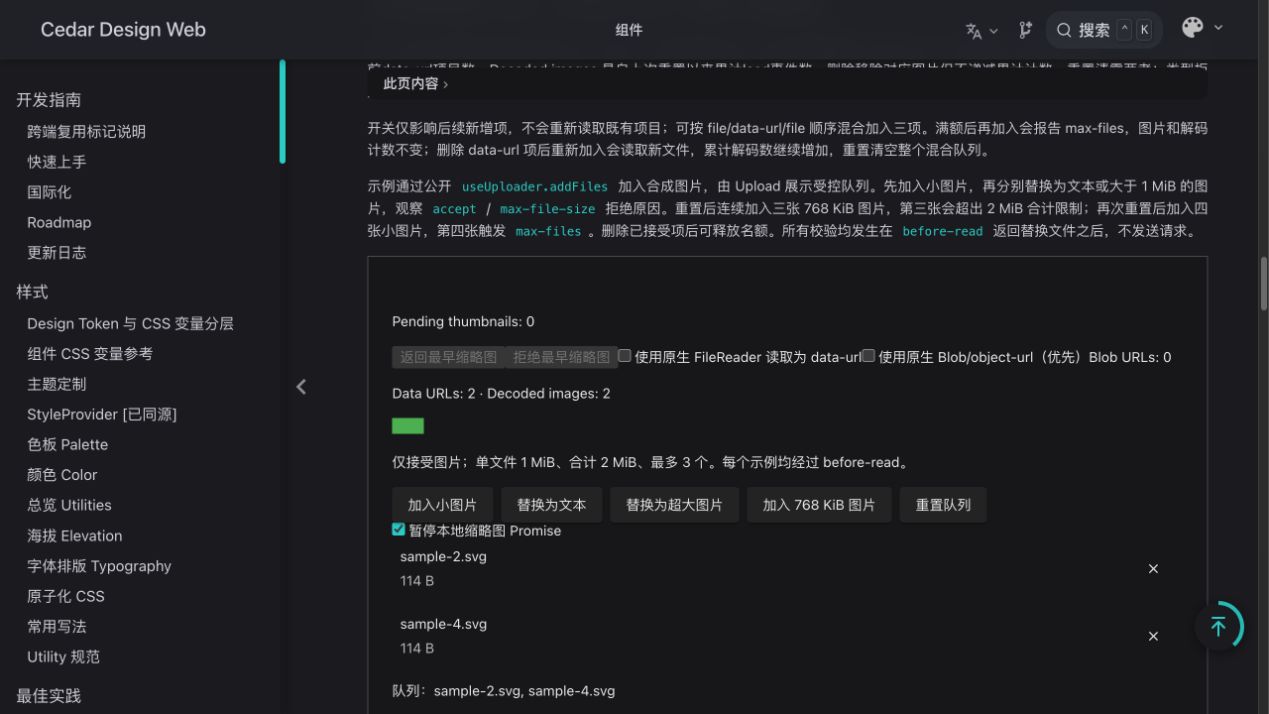 Cedar Design Web
组件
搜索 ^ K
开发指南
跨端复用标记说明
快速上手
国际化
Roadmap
更新日志
样式
Design Token 与 CSS 变量分层
组件 CSS 变量参考
主题定制
StyleProvider [已同源]
色板 Palette
颜色 Color
总览 Utilities
海拔 Elevation
字体排版 Typography
原子化 CSS
常用写法
Utility 规范
最佳实践
此页内容 ›
开关仅影响后续新增项，不会重新读取既有项目；可按 file/data-url/file 顺序混合加入三项。满额后再加入会报告 max-files，图片和解码
计数不变；删除 data-url 项后重新加入会读取新文件，累计解码数继续增加，重置清空整个混合队列。
示例通过公开 useUploader.addFiles 加入合成图片，由 Upload 展示受控队列。先加入小图片，再分别替换为文本或大于 1 MiB 的图
片，观察 accept / max-file-size 拒绝原因。重置后连续加入三张 768 KiB 图片，第三张会超出 2 MiB 合计限制；再次重置后加入四
张小图片，第四张触发 max-files 。删除已接受项后可释放名额。所有校验均发生在 before-read 返回替换文件之后，不发送请求。
Pending thumbnails: 0
返回最早缩略图 拒绝最早缩略图 使用原生 FileReader 读取为 data-url 使用原生 Blob/object-url（优先）Blob URLs: 0
Data URLs: 2 · Decoded images: 2
仅接受图片；单文件 1 MiB、合计 2 MiB、最多 3 个。每个示例均经过 before-read。
加入小图片 替换为文本 替换为超大图片 加入 768 KiB 图片 重置队列
暂停本地缩略图 Promise
sample-2.svg
114 B
sample-4.svg
114 B
队列：sample-2.svg, sample-4.svg